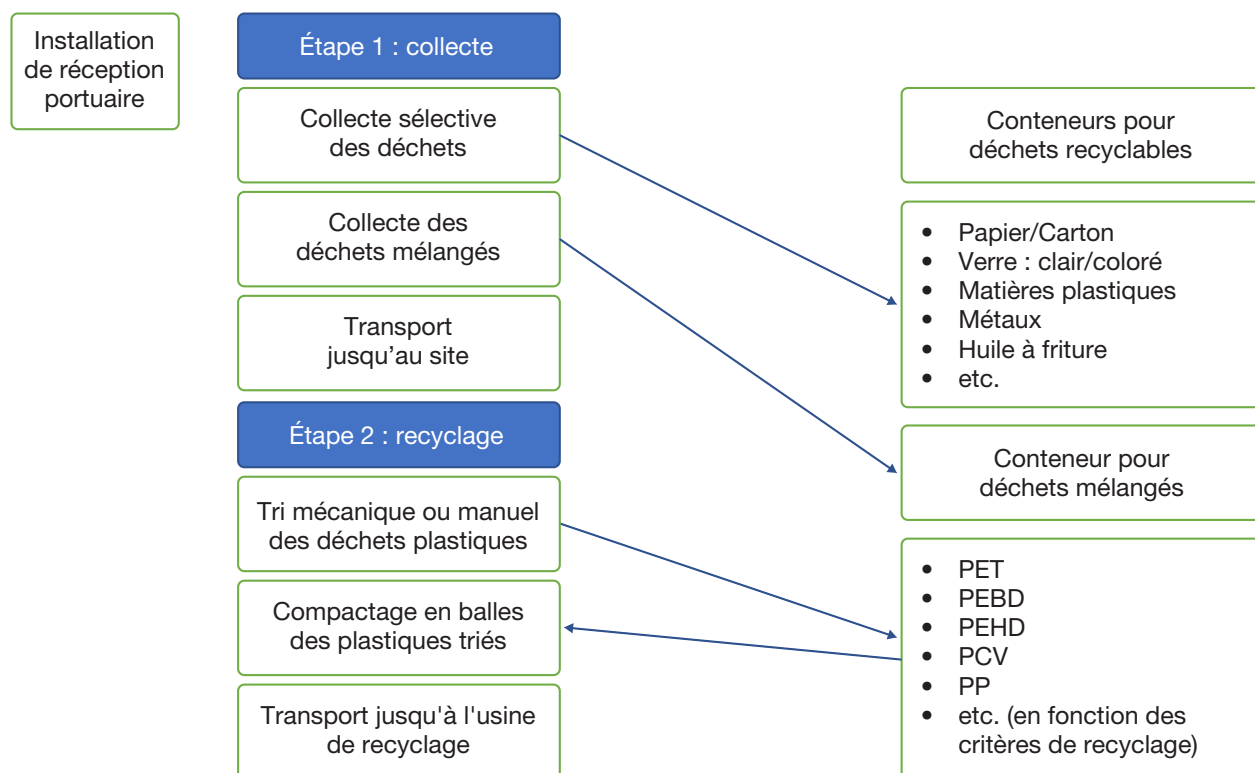 Installation
de réception
portuaire
Étape 1 : collecte
Collecte sélective
des déchets
Collecte des
déchets mélangés
Transport
jusqu’au site
Étape 2 : recyclage
Tri mécanique ou manuel
des déchets plastiques
Compactage en balles
des plastiques triés
Transport jusqu'à l'usine
de recyclage
Conteneurs pour
déchets recyclables
• Papier/Carton
• Verre : clair/coloré
• Matières plastiques
• Métaux
• Huile à friture
• etc.
Conteneur pour
déchets mélangés
• PET
• PEBD
• PEHD
• PCV
• PP
• etc. (en fonction des
critères de recyclage)